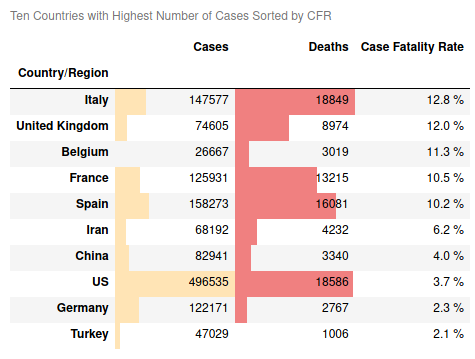 Ten Countries with Highest Number of Cases Sorted by CFR
Cases Deaths Case Fatality Rate
Country/Region
Italy 147577 18849 12.8 %
United Kingdom 74605 8974 12.0 %
Belgium 26667 3019 11.3 %
France 125931 13215 10.5 %
Spain 158273 16081 10.2 %
Iran 68192 4232 6.2 %
China 82941 3340 4.0 %
US 496535 18586 3.7 %
Germany 122171 2767 2.3 %
Turkey 47029 1006 2.1 %